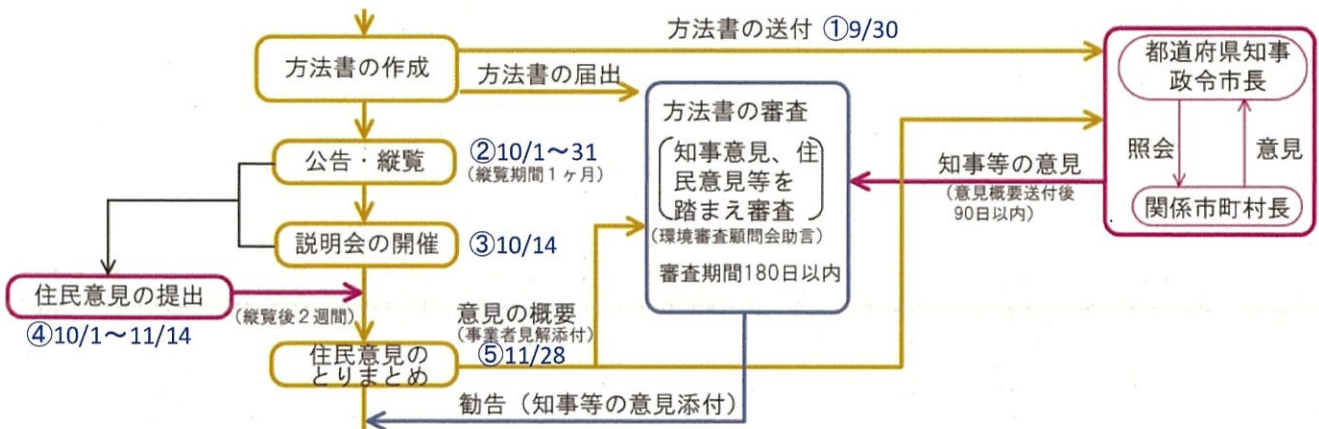 方法書の送付 ①9/30
方法書の作成
方法書の届出
都道府県知事
政令市長
照会
意見
関係市町村長
方法書の審査
知事意見、住
民意見等を
踏まえ審査
(環境審査顧問会助言)
審査期間180日以内
知事等の意見
(意見概要送付後
90日以内)
公告・縦覧
②10/1～31
(縦覧期間1ヶ月)
説明会の開催
③10/14
住民意見の提出
(縦覧後2週間)
④10/1～11/14
意見の概要
(事業者見解添付)
⑤11/28
住民意見の
とりまとめ
勧告（知事等の意見添付）